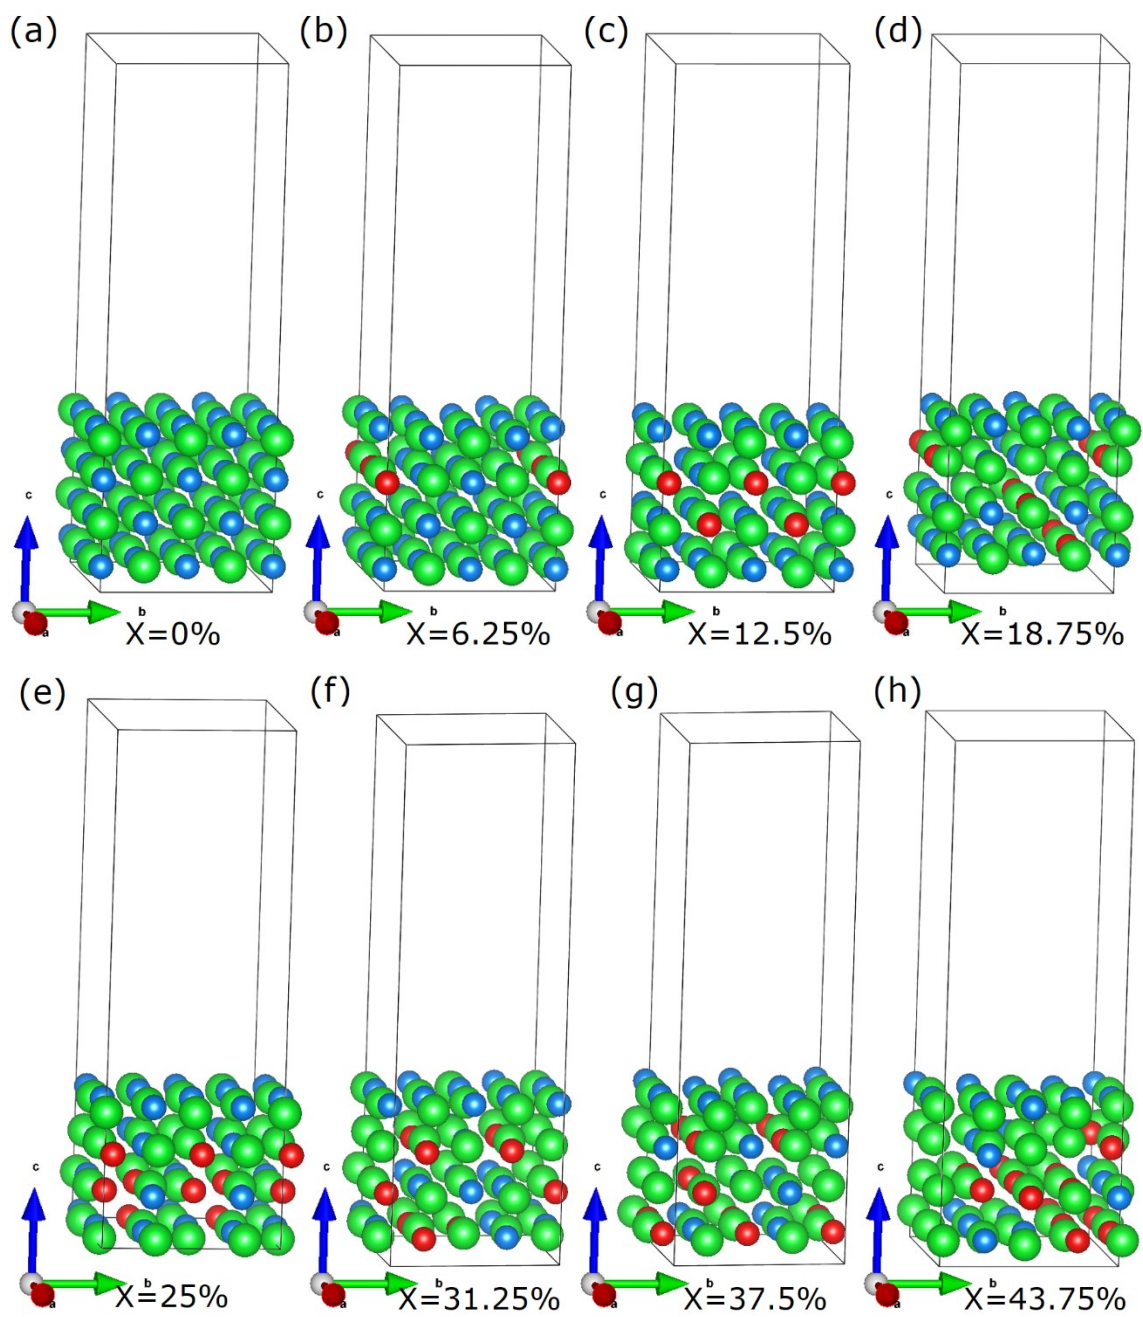 (a) (b) (c) (d)
c c c c
b b b b
a a a a
X=0% X=6.25% X=12.5% X=18.75%
(e) (f) (g) (h)
c c c c
b b b b
a a a a
X=25% X=31.25% X=37.5% X=43.75%